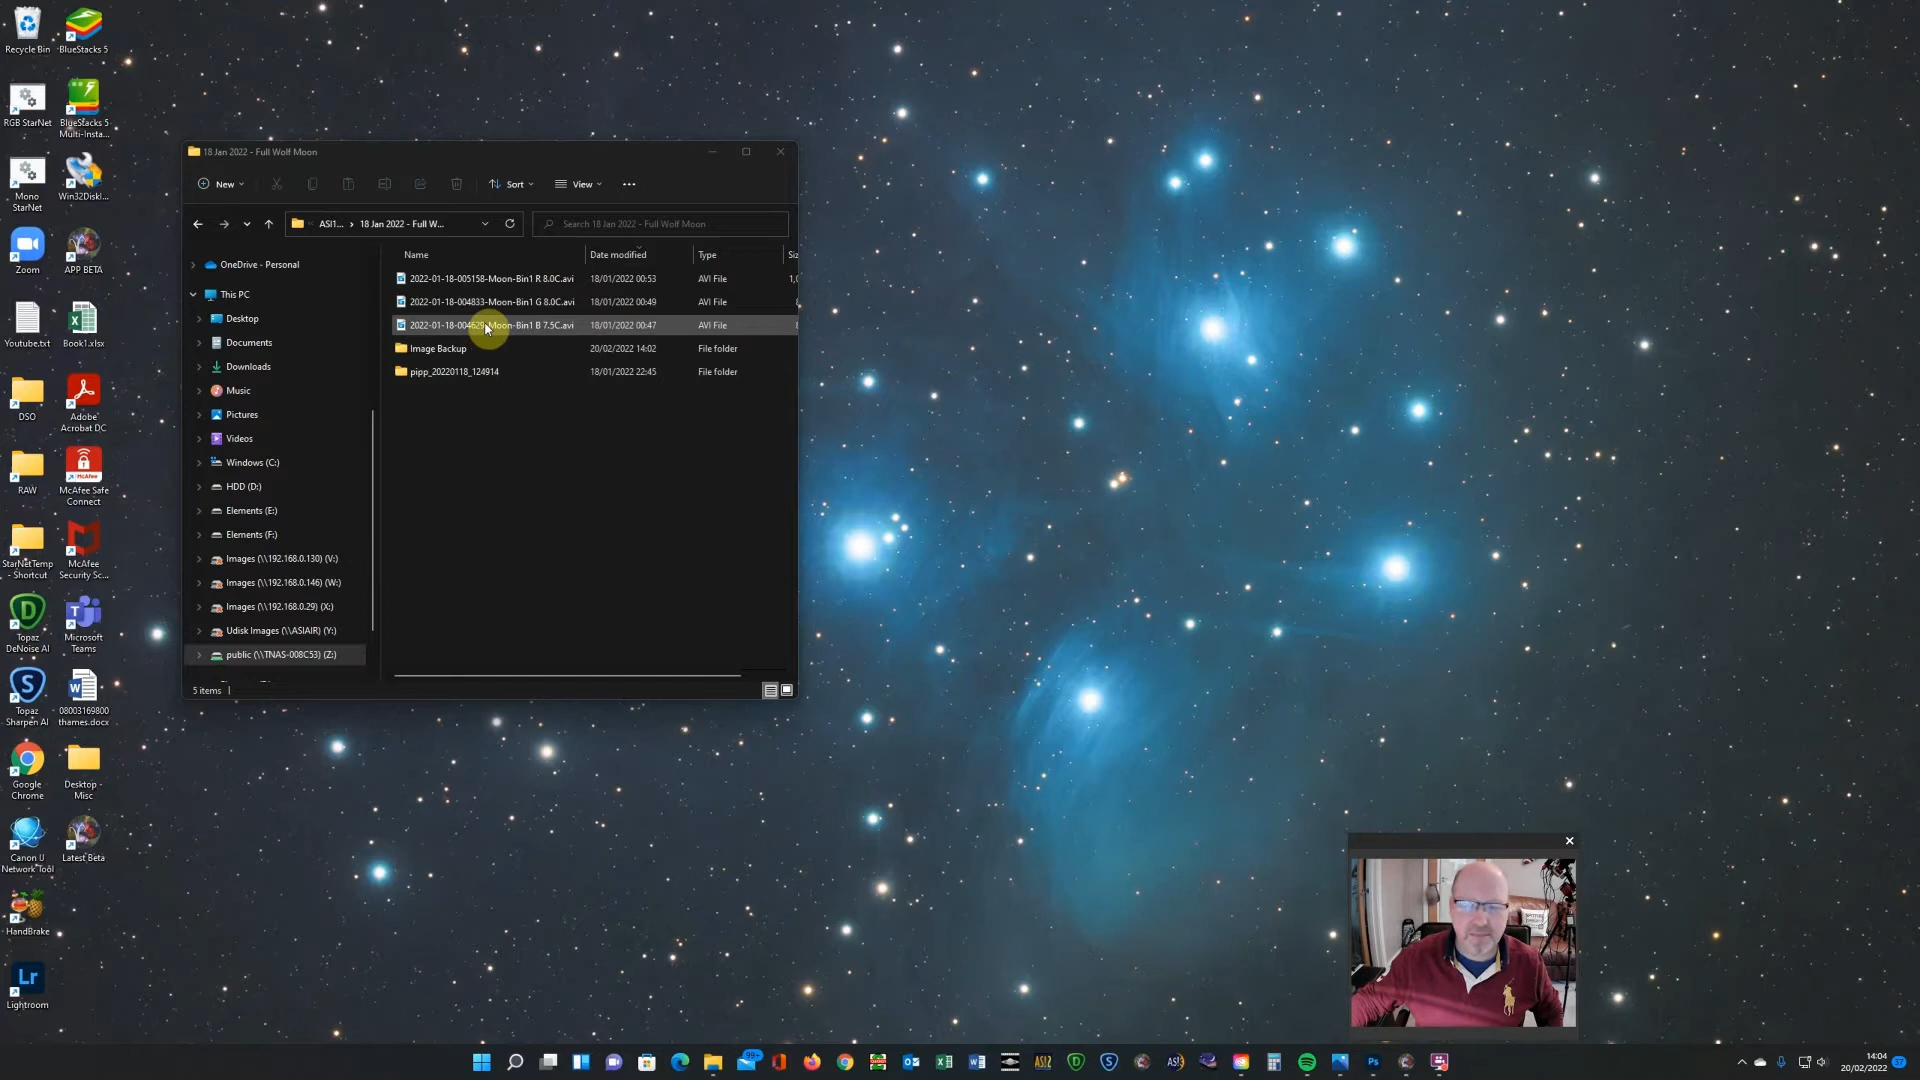 Recycle Bin
BlueStacks 5
RGB StarNet
BlueStacks 5
Multi-Insta...
Mono
StarNet
Win32Diskl...
Zoom
APP BETA
Youtube.txt
Book1.xlsx
DSO
Adobe
Acrobat DC
RAW
McAfee Safe
Connect
StarNetTemp
- Shortcut
McAfee
Security Sc...
Topaz
DeNoise AI
Microsoft
Teams
Topaz
Sharpen AI
08003169800
thames.docx
Google
Chrome
Desktop -
Misc
Canon U
Network Tool
Latest Beta
HandBrake
Lr
Lightroom
18 Jan 2022 - Full Wolf Moon
New
Sort
View
ASI1... > 18 Jan 2022 - Full W...
Search 18 Jan 2022 - Full Wolf Moon
OneDrive - Personal
This PC
Desktop
Documents
Downloads
Music
Pictures
Videos
Windows (C:)
HDD (D:)
Elements (E:)
Elements (F:)
Images (\\192.168.0.130) (V:)
Images (\\192.168.0.146) (W:)
Images (\\192.168.0.29) (X:)
Udisk Images (\\ASIAIR) (Y:)
public (\\TNAS-008C53) (Z:)
Name Date modified Type
2022-01-18-005158-Moon-Bin1 R 8.0C.avi 18/01/2022 00:53 AVI File
2022-01-18-004833-Moon-Bin1 G 8.0C.avi 18/01/2022 00:49 AVI File
2022-01-18-004629-Moon-Bin1 B 7.5C.avi 18/01/2022 00:47 AVI File
Image Backup 20/02/2022 14:02 File folder
pipp_20220118_124914 18/01/2022 22:45 File folder
5 items
99+
14:04
20/02/2022
37